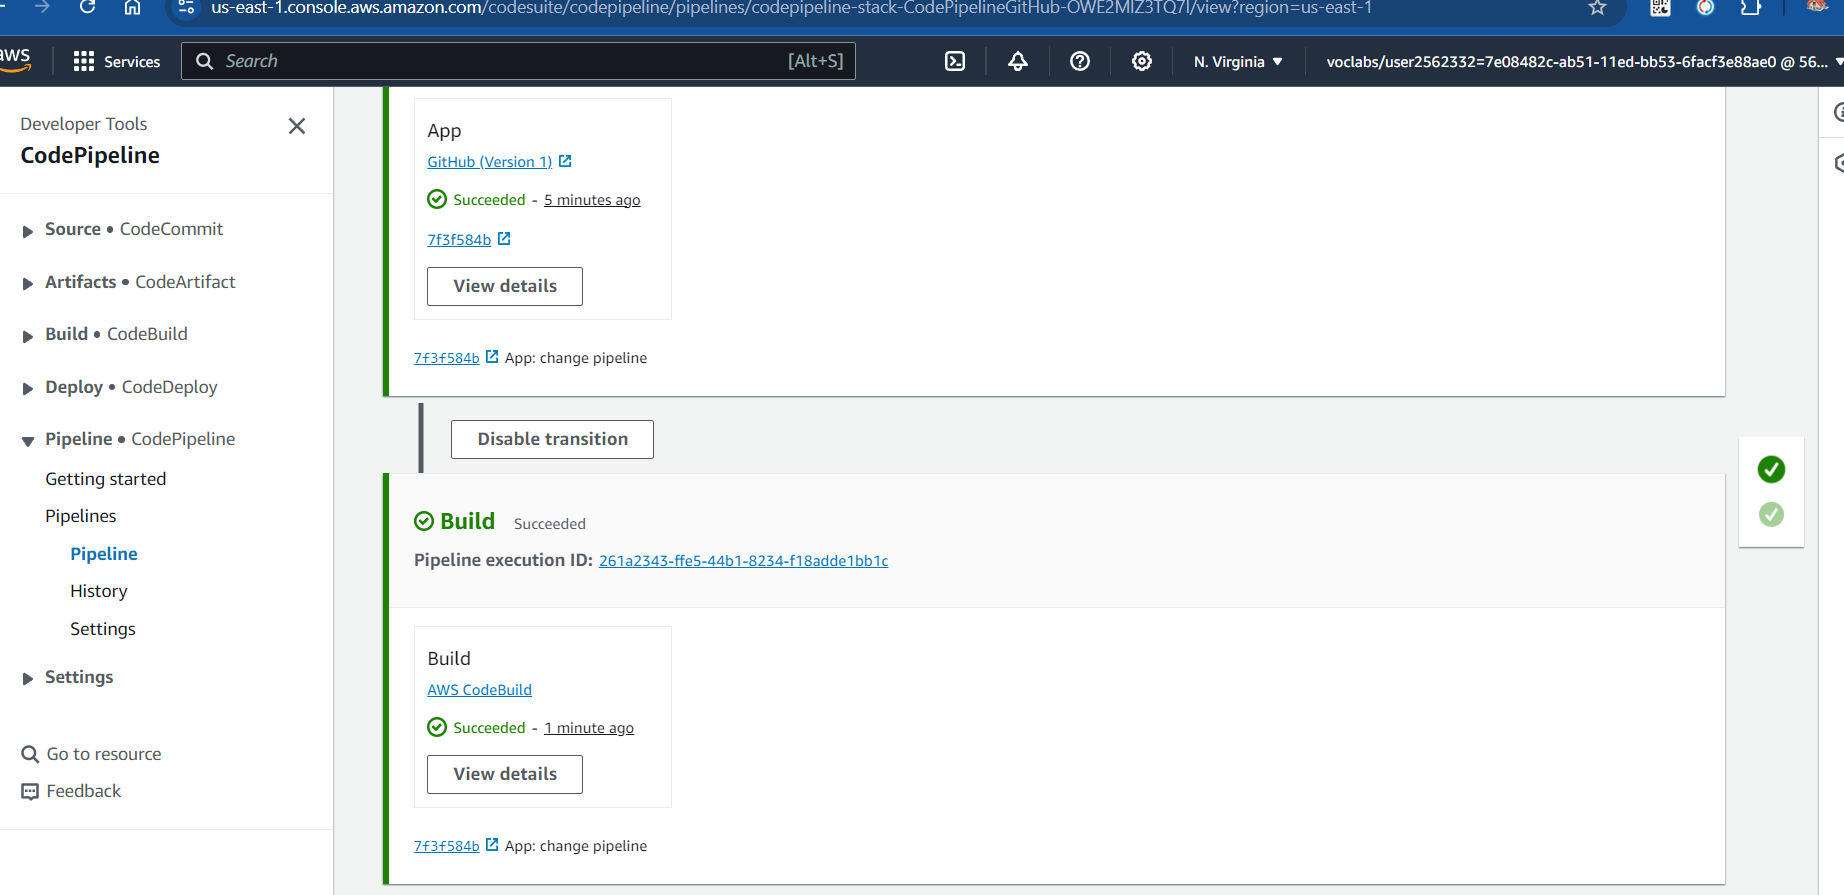 us-east-1.console.aws.amazon.com/codesuite/codepipeline/pipelines/codepipeline-stack-CodePipelineGitHub-OWE2MIZ3TQ7I/view?region=us-east-1
aws
Services
Search
[Alt+S]
N. Virginia
voclabs/user2562332=7e08482c-ab51-11ed-bb53-6facf3e88ae0 @ 56...
Developer Tools
CodePipeline
Source • CodeCommit
Artifacts • CodeArtifact
Build • CodeBuild
Deploy • CodeDeploy
Pipeline • CodePipeline
Getting started
Pipelines
Pipeline
History
Settings
Settings
Go to resource
Feedback
App
GitHub (Version 1)
Succeeded - 5 minutes ago
7f3f584b
View details
7f3f584b App: change pipeline
Disable transition
Build Succeeded
Pipeline execution ID: 261a2343-ffe5-44b1-8234-f18adde1bb1c
Build
AWS CodeBuild
Succeeded - 1 minute ago
View details
7f3f584b App: change pipeline